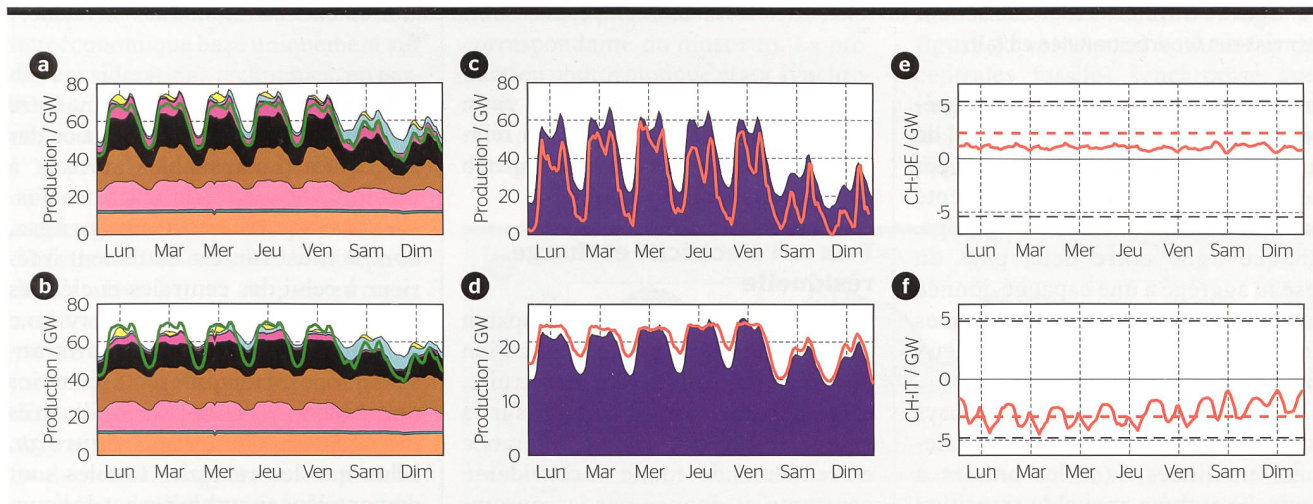 a
Production / GW
80
60
40
20
0
Lun Mar Mer Jeu Ven Sam Dim
b
Production / GW
80
60
40
20
0
Lun Mar Mer Jeu Ven Sam Dim
c
Production / GW
80
60
40
20
0
Lun Mar Mer Jeu Ven Sam Dim
d
Production / GW
20
10
0
Lun Mar Mer Jeu Ven Sam Dim
e
CH-DE / GW
5
0
-5
Lun Mar Mer Jeu Ven Sam Dim
f
CH-IT / GW
5
0
-5
Lun Mar Mer Jeu Ven Sam Dim